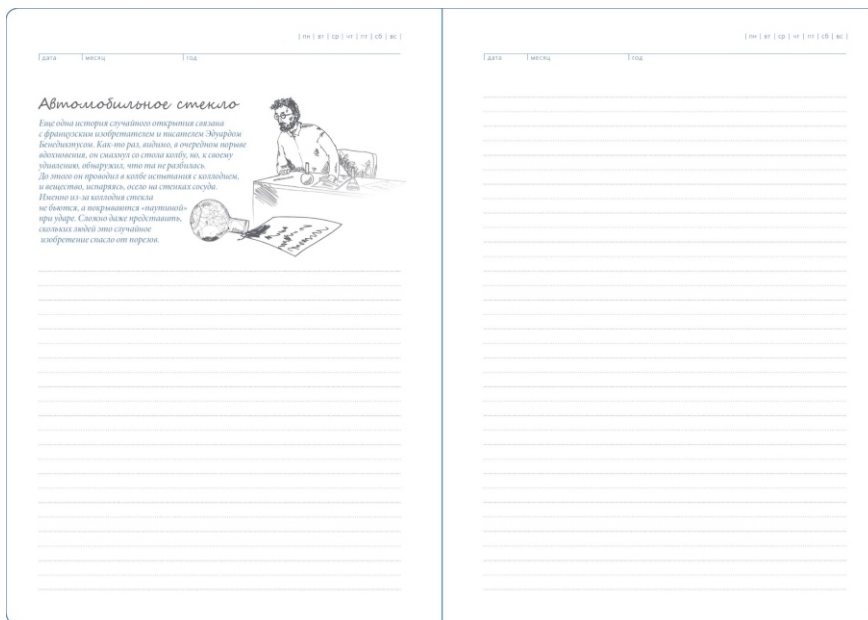 | пн | вт | ср | чт | пт | сб | вс |
| дата | месяц | год
Автомобильное стекло
Еще одна история случайного открытия связана
с французским изобретателем и писателем Эдуардом
Бенедиктусом. Как-то раз, видимо, в очередном порыве
вдохновения, он смахнул со стола колбу, но, к своему
удивлению, обнаружил, что та не разбилась.
До этого он проводил в колбе испытания с коллодием,
и вещество, испаряясь, осело на стенках сосуда.
Именно из-за коллодия стекла
не бьются, а покрываются «паутиной»
при ударе. Сложно даже представить,
скольких людей это случайное
изобретение спасло от порезов.
| пн | вт | ср | чт | пт | сб | вс |
| дата | месяц | год